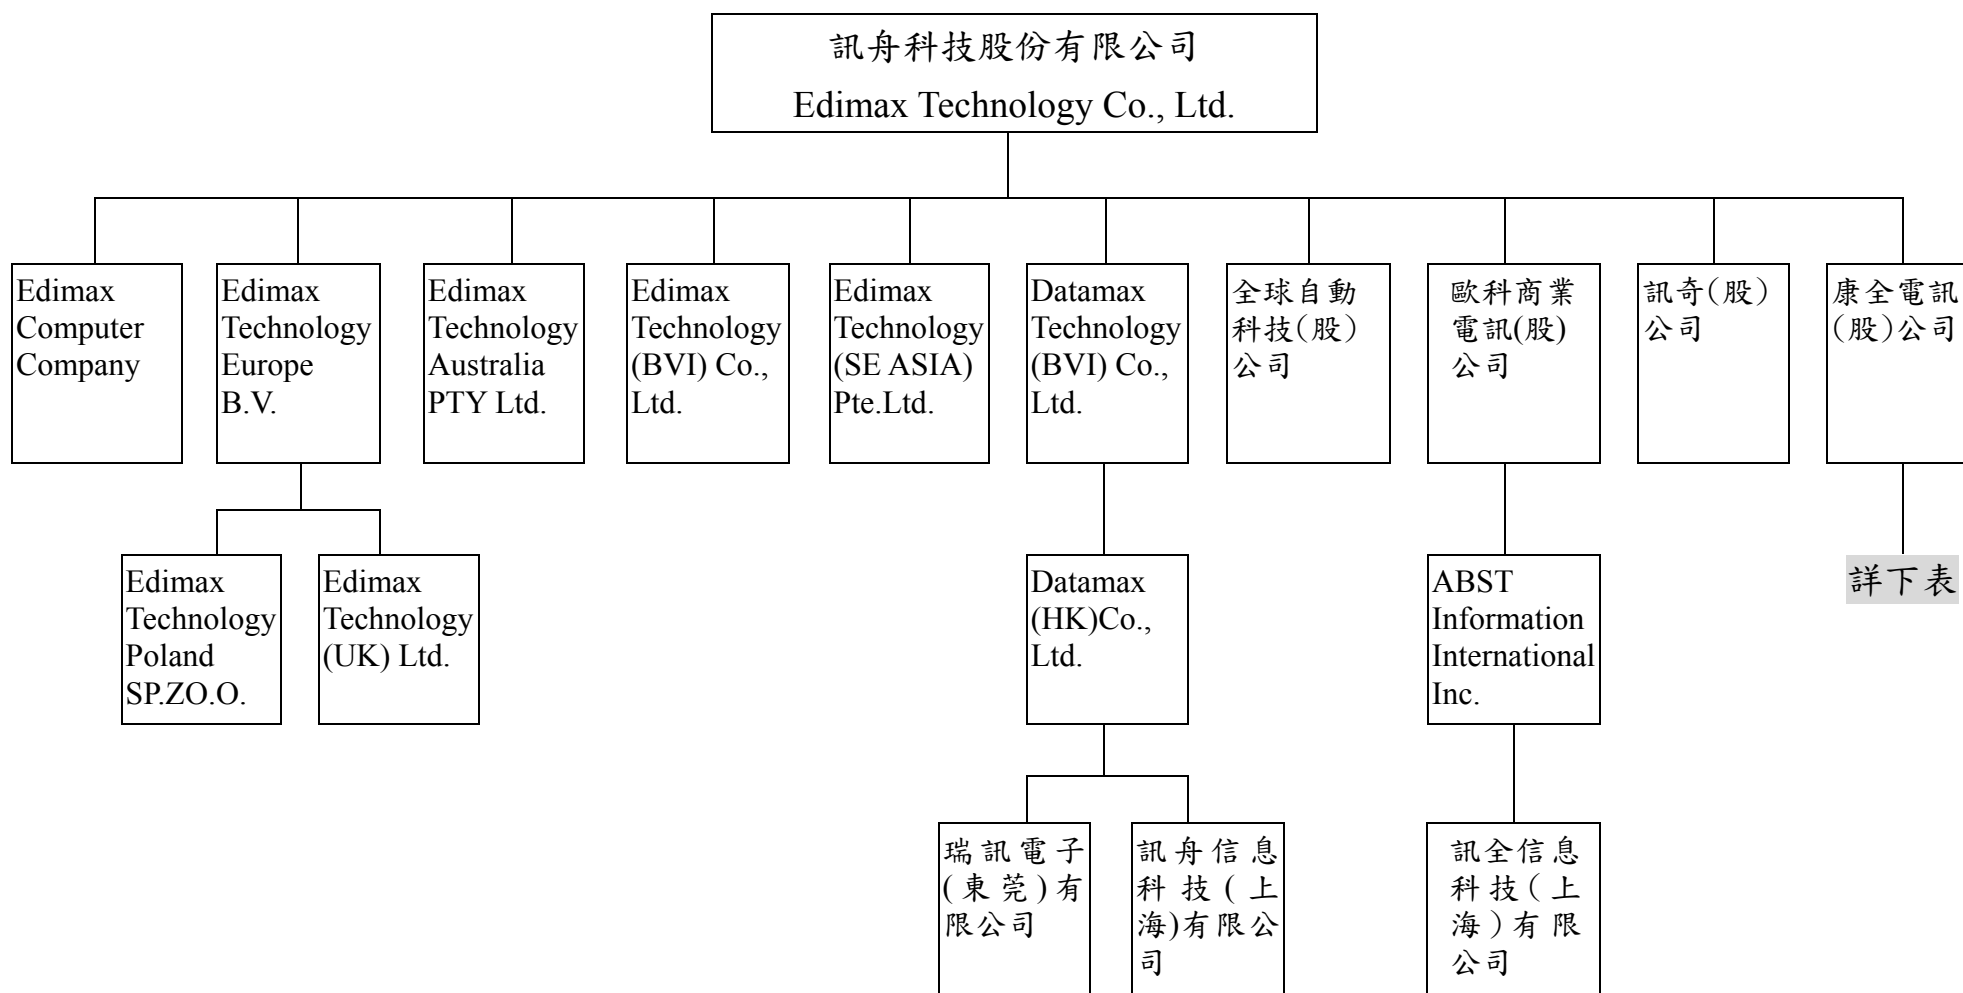 訊舟科技股份有限公司
Edimax Technology Co., Ltd.
Edimax
Computer
Company
Edimax
Technology
Europe
B.V.
Edimax
Technology
Australia
PTY Ltd.
Edimax
Technology
(BVI) Co.,
Ltd.
Edimax
Technology
(SE ASIA)
Pte.Ltd.
Datamax
Technology
(BVI) Co.,
Ltd.
全球自動
科技(股)
公司
歐科商業
電訊(股)
公司
訊奇(股)
公司
康全電訊
(股)公司
Edimax
Technology
Poland
SP.ZO.O.
Edimax
Technology
(UK) Ltd.
Datamax
(HK)Co.,
Ltd.
ABST
Information
International
Inc.
詳下表
瑞訊電子
(東莞)有
限公司
訊舟信息
科技(上
海)有限公
司
訊全信息
科技(上
海)有限
公司